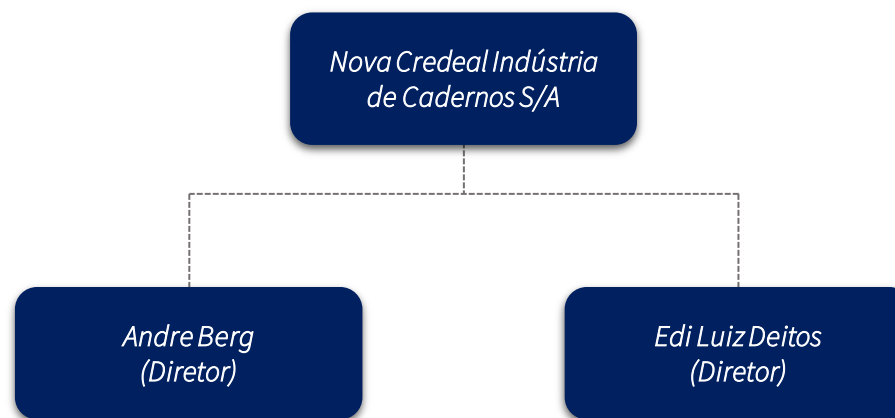 Nova Credeal Indústria
de Cadernos S/A
Andre Berg
(Diretor)
Edi Luiz Deitos
(Diretor)